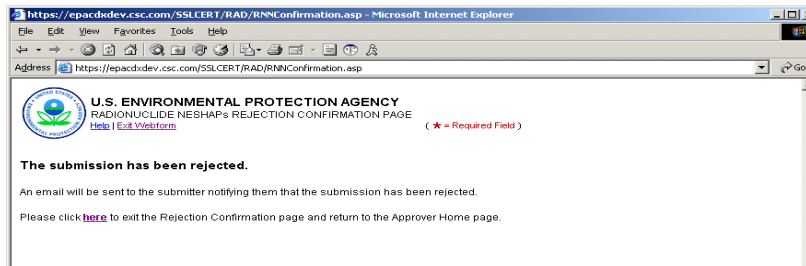 https://epacdxdev.csc.com/SSLCERT/RAD/RNNConfirmation.asp - Microsoft Internet Explorer
File Edit View Favorites Tools Help
Address https://epacdxdev.csc.com/SSLCERT/RAD/RNNConfirmation.asp Go
U.S. ENVIRONMENTAL PROTECTION AGENCY
RADIONUCLIDE NESHAPs REJECTION CONFIRMATION PAGE
Help | Exit Webform ( * = Required Field )
The submission has been rejected.
An email will be sent to the submitter notifying them that the submission has been rejected.
Please click here to exit the Rejection Confirmation page and return to the Approver Home page.